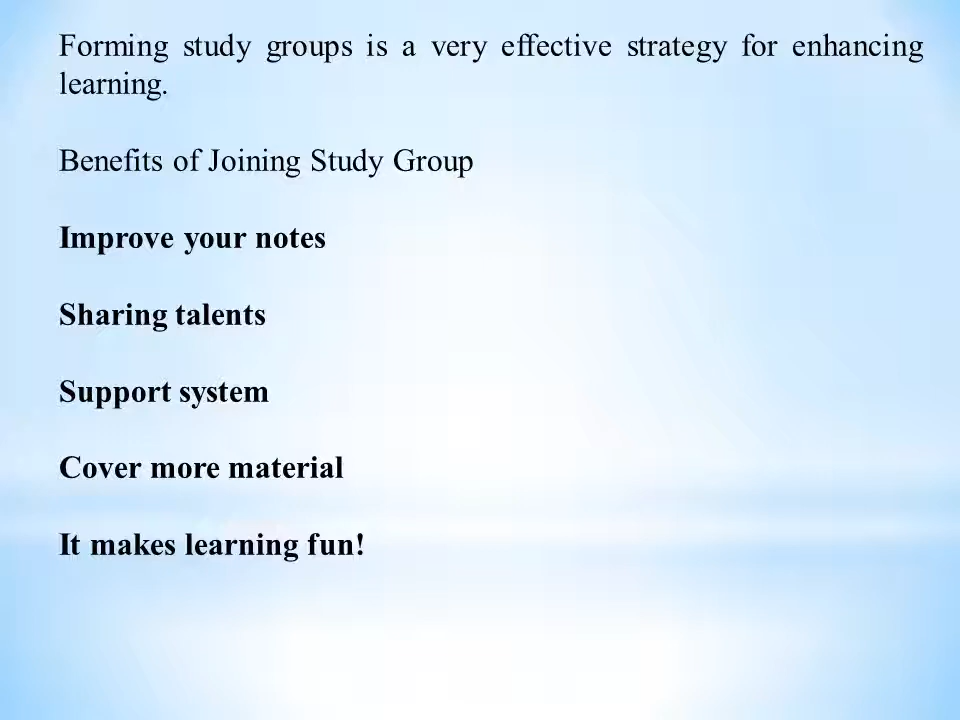 Forming study groups is a very effective strategy for enhancing
learning.
Benefits of Joining Study Group
Improve your notes
Sharing talents
Support system
Cover more material
It makes learning fun!